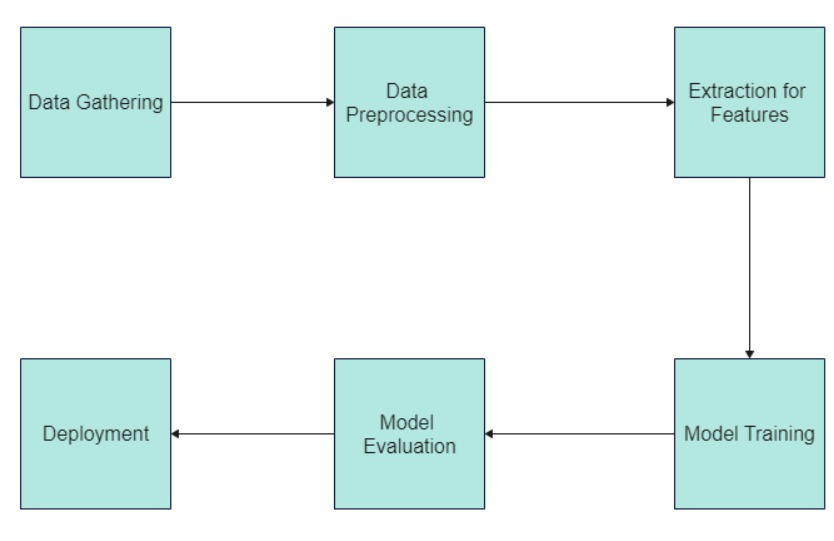 Data Gathering
Data
Preprocessing
Extraction for
Features
Model Training
Model
Evaluation
Deployment